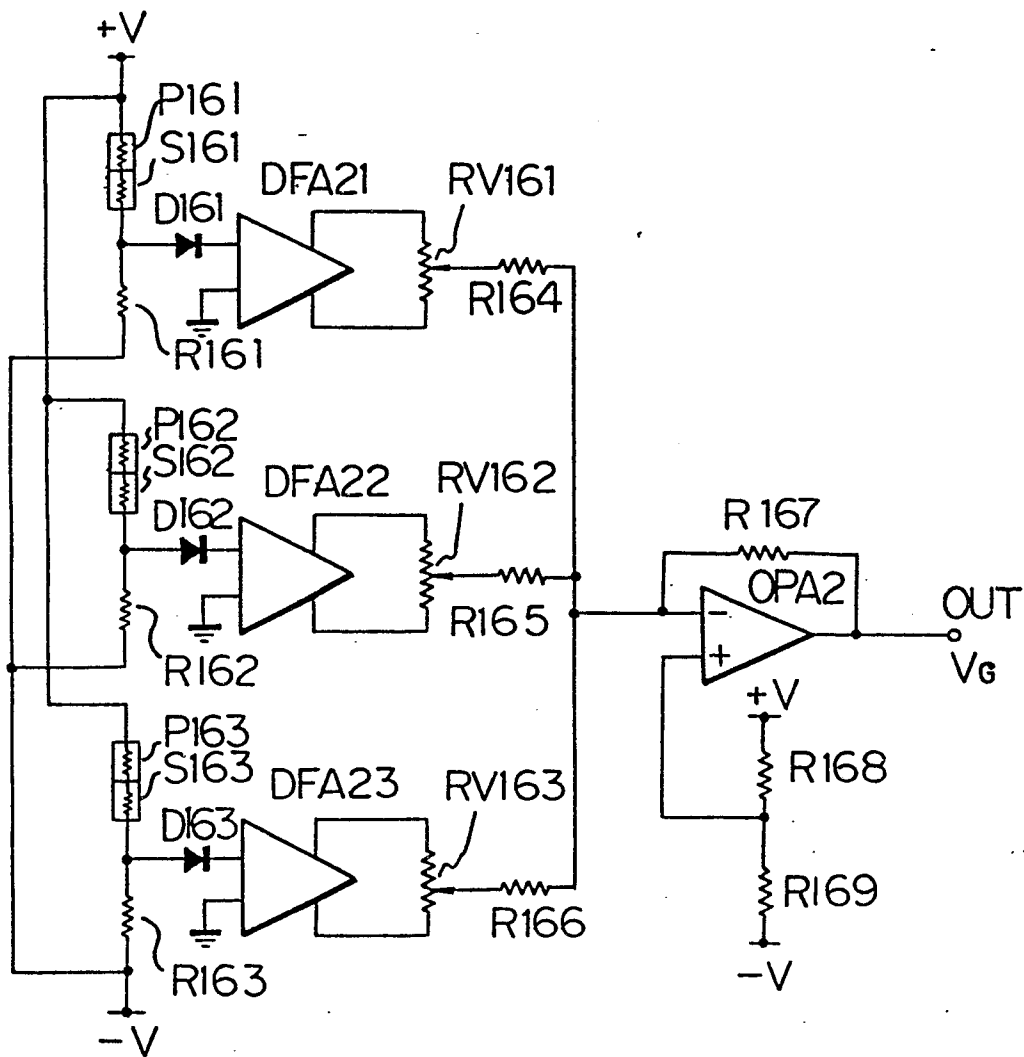 +V
P161
S161
DFA21
RV161
D161
R164
R161
P162
S162
DFA22
RV162
D162
R167
OPA2
R165
OUT
R162
VG
+V
P163
S163
DFA23
RV163
R168
D163
R169
R166
R163
-V
-V
-
+